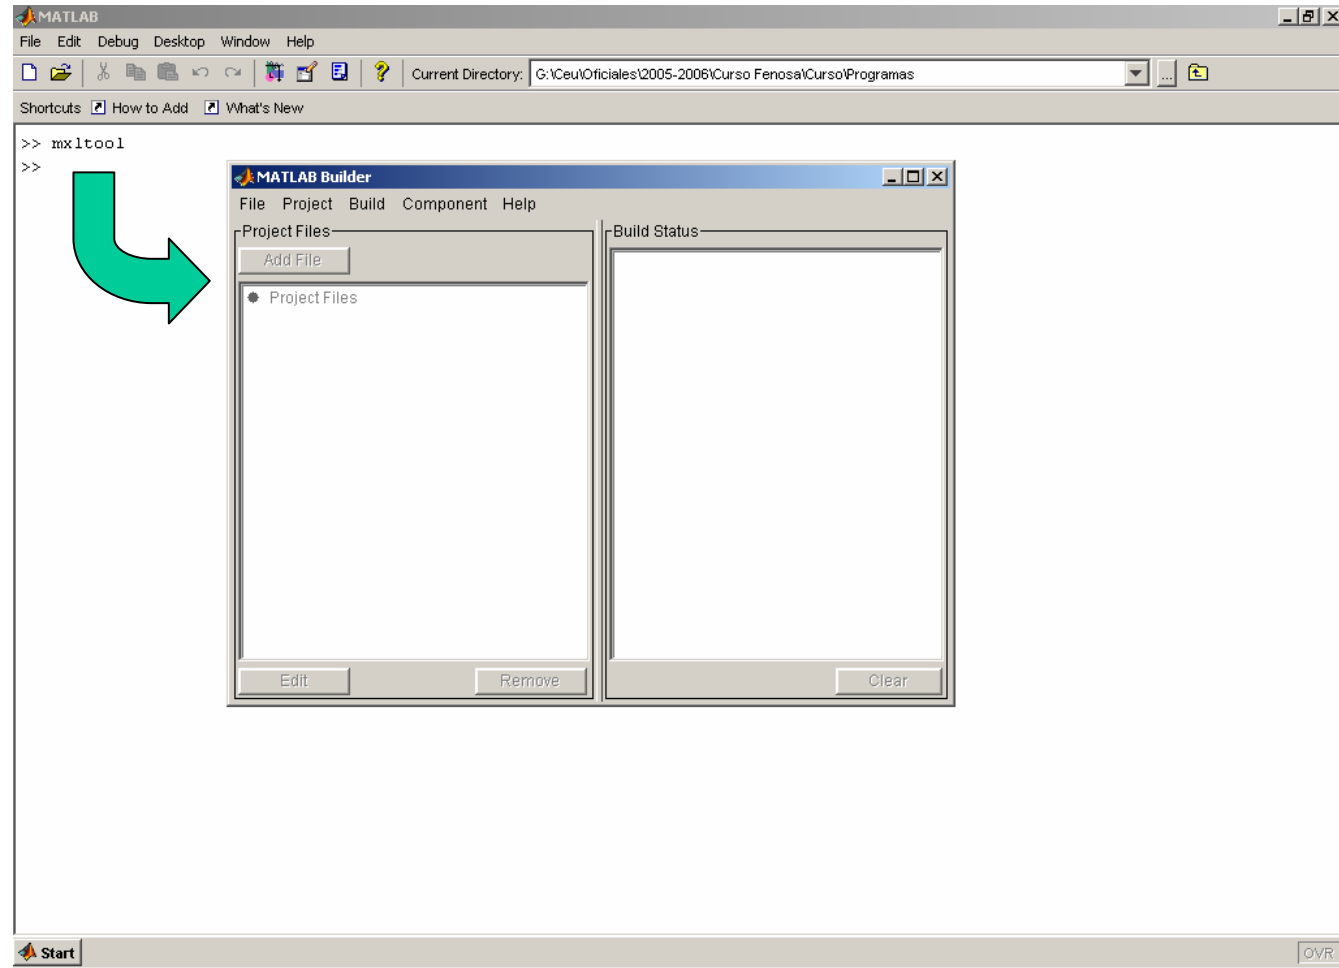 MATLAB
File Edit Debug Desktop Window Help
Current Directory: G:\Ceu\Oficiales\2005-2006\Curso Fenosa\Curso\Programas ...
Shortcuts How to Add What's New
>> mxltool
>>
MATLAB Builder
File Project Build Component Help
Project Files
Build Status
Add File
Project Files
Edit Remove Clear
Start OVR